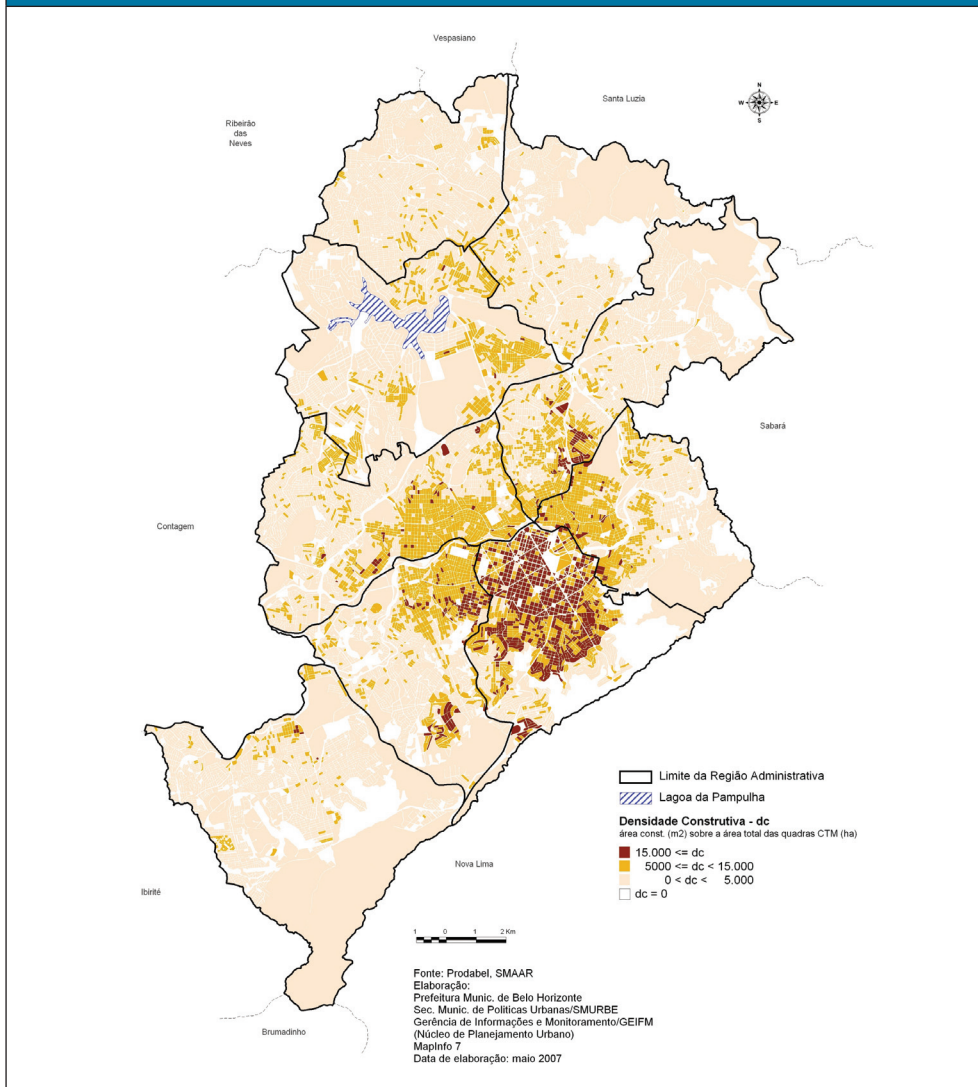 Vespasiano
Santa Luzia
N
W E
S
Ribeirão
das
Neves
Sabará
Contagem
Limite da Região Administrativa
Lagoa da Pampulha
Densidade Construtiva - dc
área const. (m2) sobre a área total das quadras CTM (ha)
15.000 <= dc
5000 <= dc < 15.000
0 < dc < 5.000
dc = 0
Nova Lima
Ibirité
1 0 1 2 Km
Fonte: Prodabel, SMAAR
Elaboração:
Prefeitura Munic. de Belo Horizonte
Sec. Munic. de Politicas Urbanas/SMURBE
Gerência de Informações e Monitoramento/GEIFM
(Núcleo de Planejamento Urbano)
MapInfo 7
Data de elaboração: maio 2007
Brumadinho